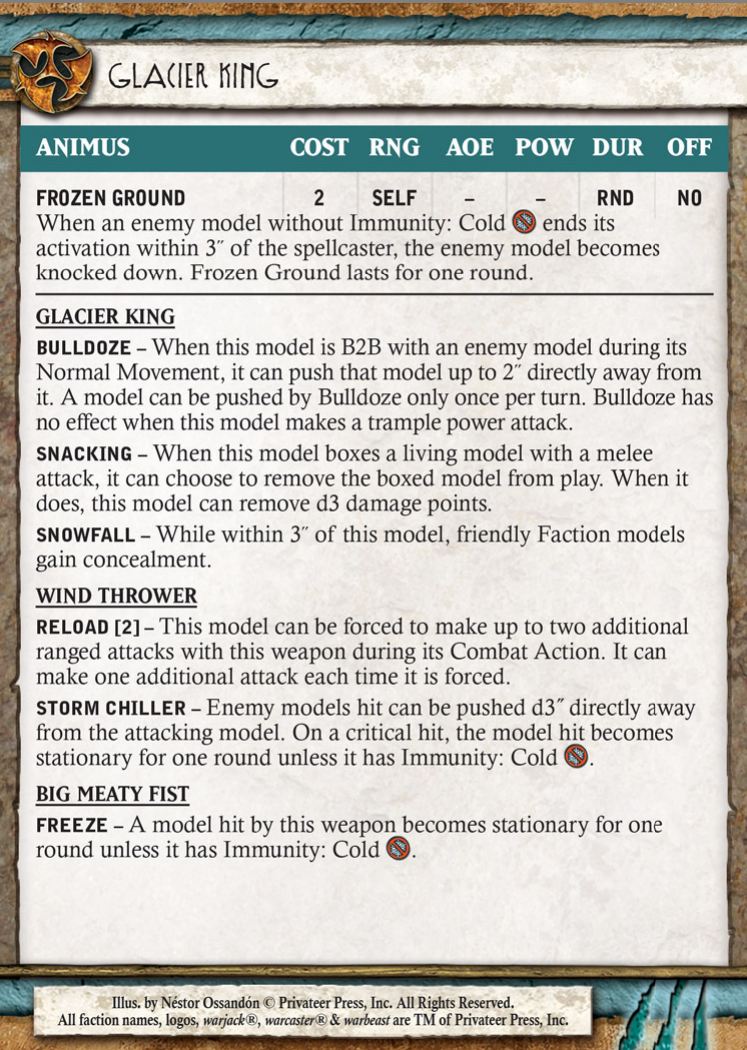 GLACIER KING
ANIMUS COST RNG AOE POW DUR OFF
FROZEN GROUND 2 SELF – – RND NO
When an enemy model without Immunity: Cold ends its
activation within 3˝ of the spellcaster, the enemy model becomes
knocked down. Frozen Ground lasts for one round.
GLACIER KING
BULLDOZE – When this model is B2B with an enemy model during its
Normal Movement, it can push that model up to 2˝ directly away from
it. A model can be pushed by Bulldoze only once per turn. Bulldoze has
no effect when this model makes a trample power attack.
SNACKING – When this model boxes a living model with a melee
attack, it can choose to remove the boxed model from play. When it
does, this model can remove d3 damage points.
SNOWFALL – While within 3˝ of this model, friendly Faction models
gain concealment.
WIND THROWER
RELOAD [2] – This model can be forced to make up to two additional
ranged attacks with this weapon during its Combat Action. It can
make one additional attack each time it is forced.
STORM CHILLER – Enemy models hit can be pushed d3˝ directly away
from the attacking model. On a critical hit, the model hit becomes
stationary for one round unless it has Immunity: Cold .
BIG MEATY FIST
FREEZE – A model hit by this weapon becomes stationary for one
round unless it has Immunity: Cold .
Illus. by Néstor Ossandón © Privateer Press, Inc. All Rights Reserved.
All faction names, logos, warjack®, warcaster® & warbeast are TM of Privateer Press, Inc.